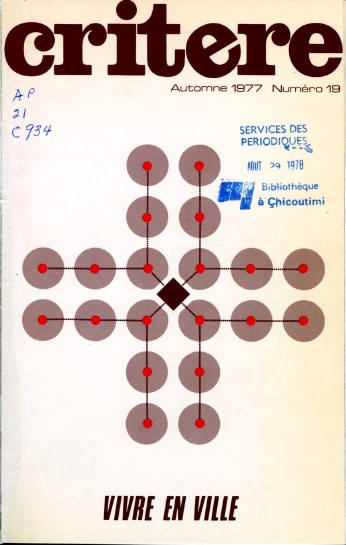 critere
Automne 1977 Numéro 19
AP
21
C934
SERVICES DES
PERIODIQUES
AOUT 29 1978
Bibliothèque
à Chicoutimi
VIVRE EN VILLE